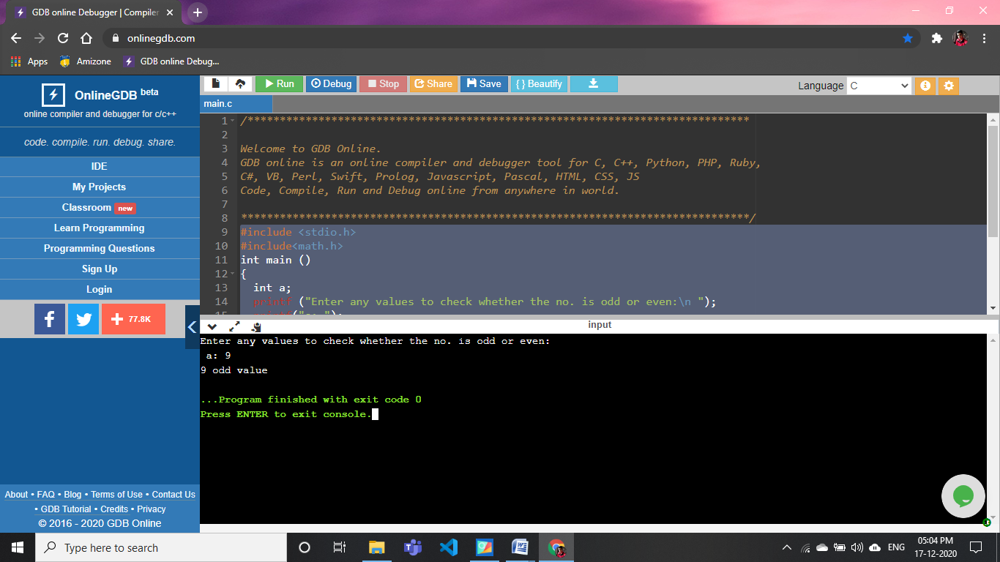 GDB online Debugger | Compiler
onlinegdb.com
Apps Amizone GDB online Debug...
OnlineGDB beta
online compiler and debugger for c/c++
code. compile. run. debug. share.
IDE
My Projects
Classroom new
Learn Programming
Programming Questions
Sign Up
Login
77.8K
About • FAQ • Blog • Terms of Use • Contact Us
• GDB Tutorial • Credits • Privacy
© 2016 - 2020 GDB Online
Run Debug Stop Share Save { } Beautify Language C
main.c
1 /******************************************************************************
2
3 Welcome to GDB Online.
4 GDB online is an online compiler and debugger tool for C, C++, Python, PHP, Ruby,
5 C#, VB, Perl, Swift, Prolog, Javascript, Pascal, HTML, CSS, JS
6 Code, Compile, Run and Debug online from anywhere in world.
7
8 *******************************************************************************/
9 #include <stdio.h>
10 #include<math.h>
11 int main ()
12 {
13 int a;
14 printf ("Enter any values to check whether the no. is odd or even:\n ");
input
Enter any values to check whether the no. is odd or even:
a: 9
9 odd value
...Program finished with exit code 0
Press ENTER to exit console.
Type here to search
ENG
05:04 PM
17-12-2020